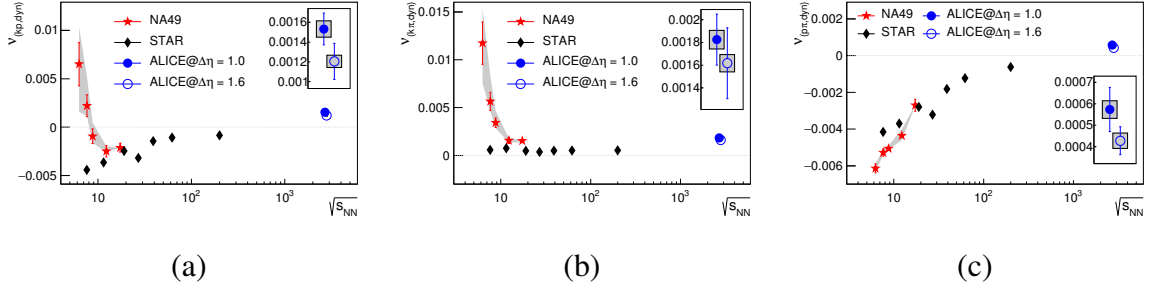 ν(kp,dyn)
0.01
0.005
0
−0.005
NA49
STAR
ALICE@Δη = 1.0
ALICE@Δη = 1.6
0.0016
0.0014
0.0012
0.001
10 10² 10³
√sNN
(a)
ν(kπ,dyn)
0.015
0.01
0.005
0
NA49
STAR
ALICE@Δη = 1.0
ALICE@Δη = 1.6
0.002
0.0018
0.0016
0.0014
10 10² 10³
√sNN
(b)
ν(pπ,dyn)
0.002
0
−0.002
−0.004
−0.006
NA49 ALICE@Δη = 1.0
STAR ALICE@Δη = 1.6
0.0007
0.0006
0.0005
0.0004
10 10² 10³
√sNN
(c)